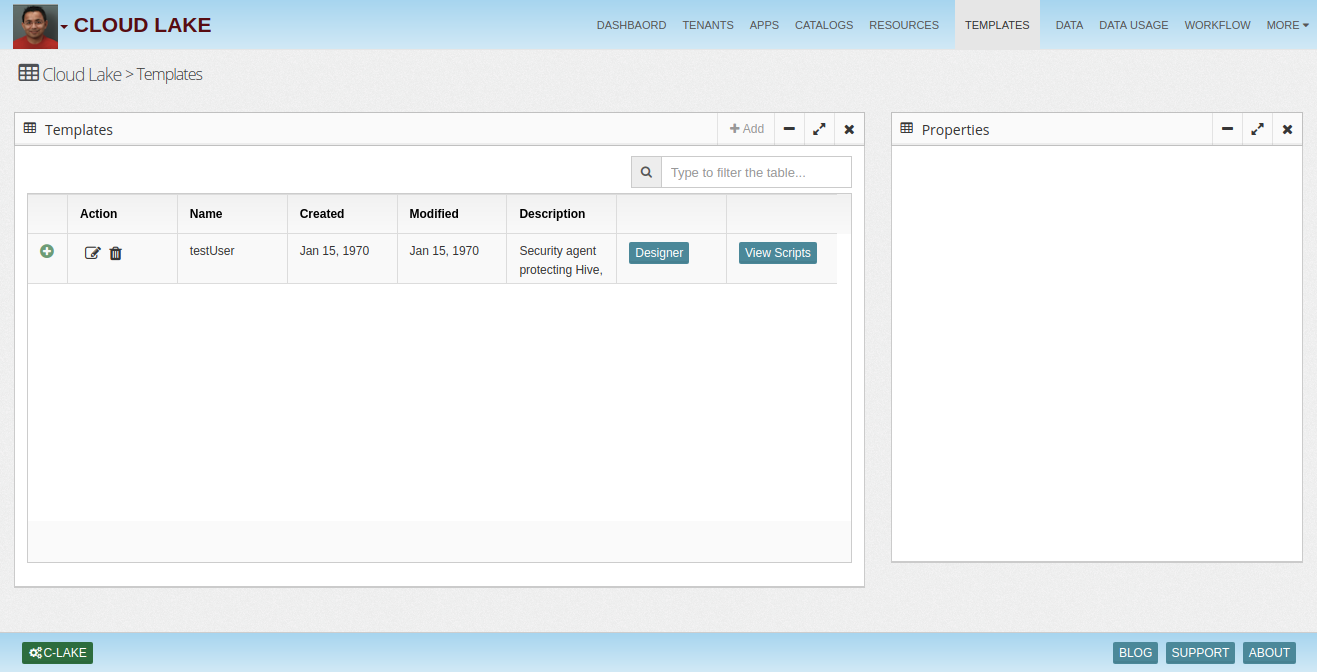 CLOUD LAKE
DASHBAORD TENANTS APPS CATALOGS RESOURCES TEMPLATES DATA DATA USAGE WORKFLOW MORE
Cloud Lake > Templates
Templates
Add
Properties
Type to filter the table...
Action Name Created Modified Description
testUser Jan 15, 1970 Jan 15, 1970 Security agent Designer View Scripts
protecting Hive,
C-LAKE
BLOG SUPPORT ABOUT